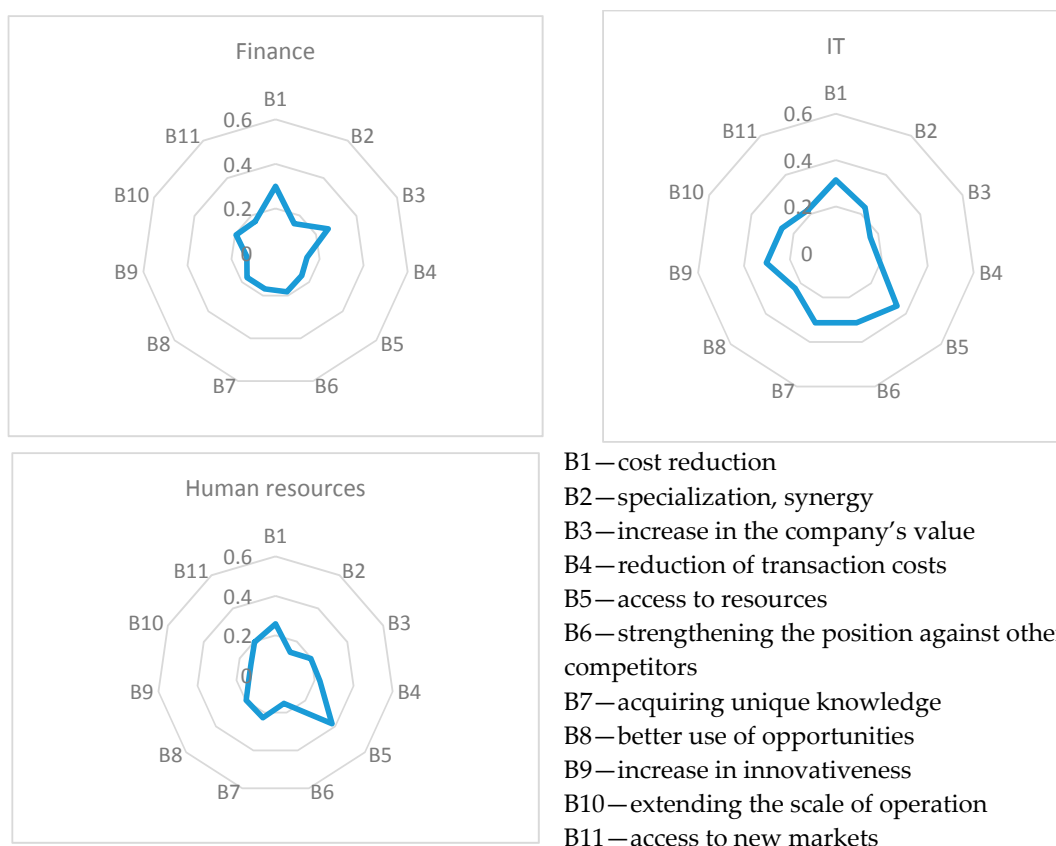 Finance
B1
B2
B3
B4
B5
B6
B7
B8
B9
B10
B11
0.6
0.4
0.2
0
IT
B1
B2
B3
B4
B5
B6
B7
B8
B9
B10
B11
0.6
0.4
0.2
0
Human resources
B1
B2
B3
B4
B5
B6
B7
B8
B9
B10
B11
0.6
0.4
0.2
0
B1—cost reduction
B2—specialization, synergy
B3—increase in the company's value
B4—reduction of transaction costs
B5—access to resources
B6—strengthening the position against other
competitors
B7—acquiring unique knowledge
B8—better use of opportunities
B9—increase in innovativeness
B10—extending the scale of operation
B11—access to new markets